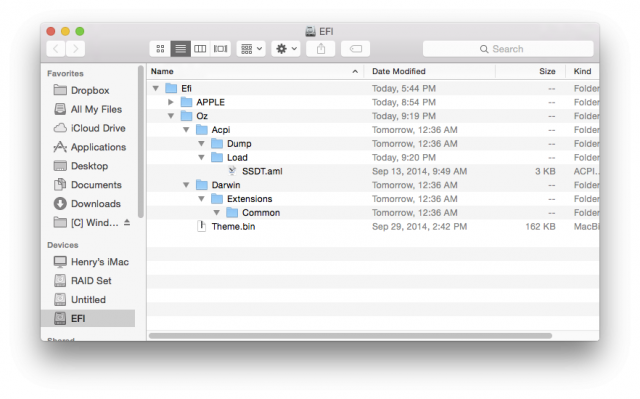 EFI
Search
Favorites
Dropbox
All My Files
iCloud Drive
Applications
Desktop
Documents
Downloads
[C] Wind...
Devices
Henry's iMac
RAID Set
Untitled
EFI
Shared
Name Date Modified Size Kind
Efi Today, 5:44 PM -- Folder
APPLE Today, 8:54 PM -- Folder
Oz Today, 9:19 PM -- Folder
Acpi Tomorrow, 12:36 AM -- Folder
Dump Tomorrow, 12:36 AM -- Folder
Load Today, 9:20 PM -- Folder
SSDT.aml Sep 13, 2014, 9:49 AM 3 KB ACPI...
Darwin Tomorrow, 12:36 AM -- Folder
Extensions Tomorrow, 12:36 AM -- Folder
Common Tomorrow, 12:36 AM -- Folder
Theme.bin Sep 29, 2014, 2:42 PM 162 KB MacBi